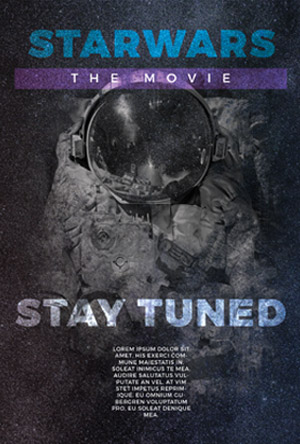 STARWARS
THE MOVIE
STAY TUNED
LOREM IPSUM DOLOR SIT
AMET, HIS EXERCI COM-
MUNE MAIESTATIS IN.
SOLEAT INIMICUS TE MEA,
AUDIRE SALUTATUS VUL-
PUTATE AN VEL. AT VIM
STET IMPEDIT REPRIM-
IQUE. EU OMNIUM CU-
BERGREN VOLUPTATUM
PRO, EU SOLEAT DENIQUE
MEA.